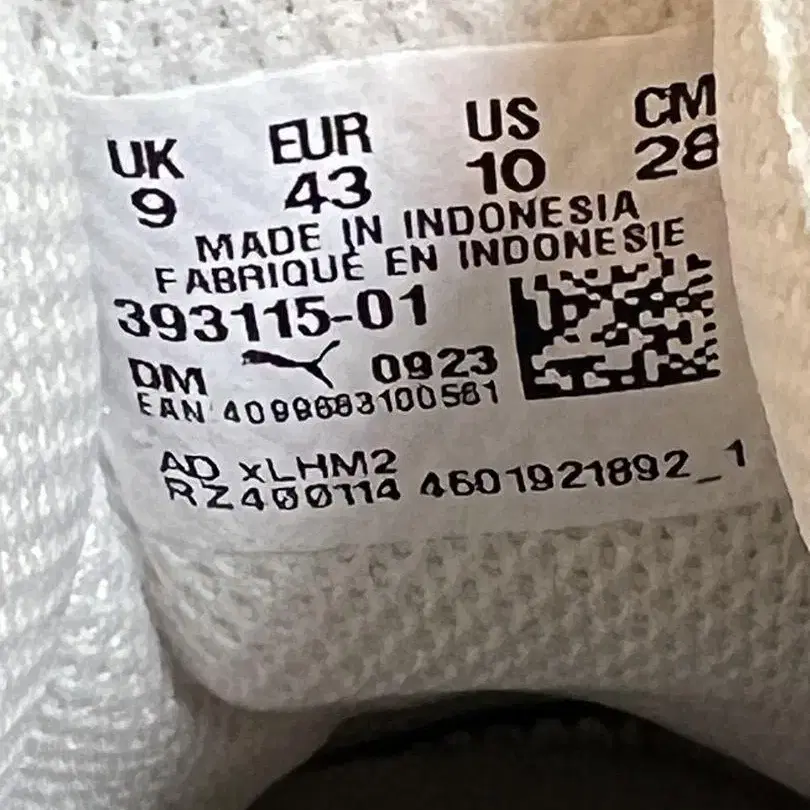 UK EUR US CM
9 43 10 28
MADE IN INDONESIA
FABRIQUE EN INDONESIE
393115-01
DM 0923
EAN 4099683100561
AD xLHM2
RZ400114 4601921892_1